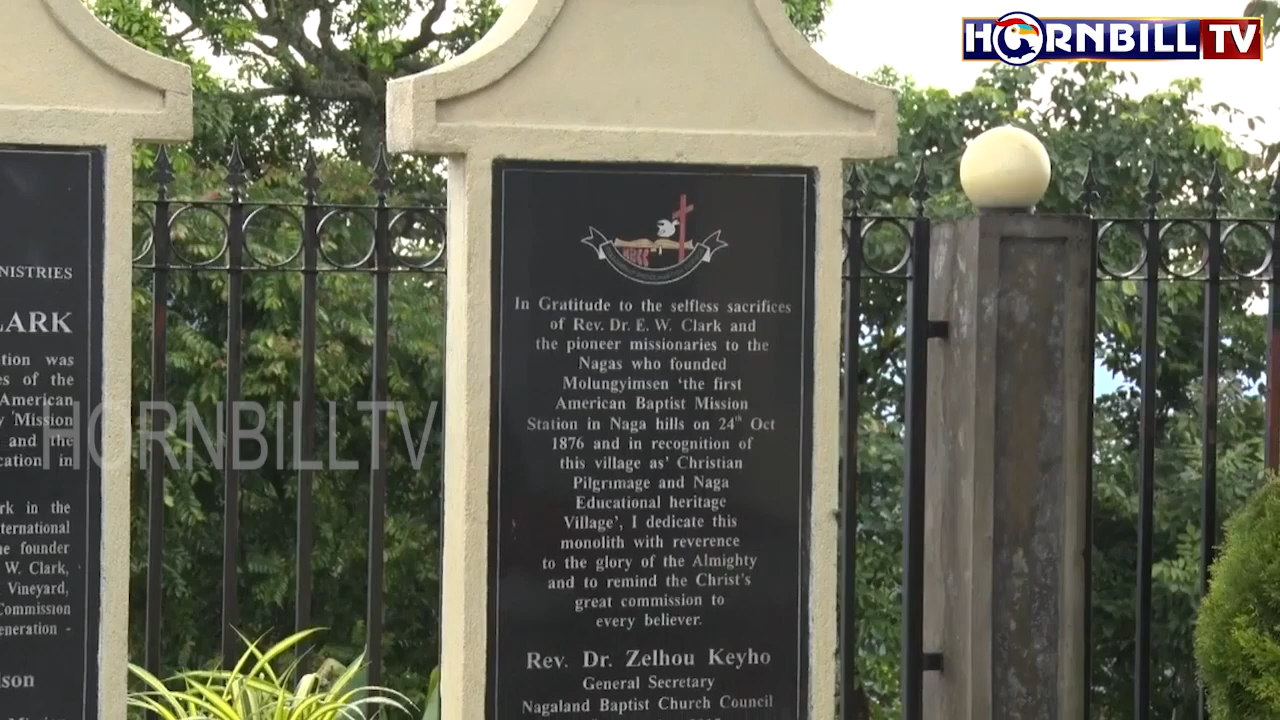 HORNBILL TV
HORNBILLTV
NISTRIES
LARK
tion was
es of the
American
Mission
and the
cation in
rk in the
ternational
he founder
W. Clark,
Vineyard,
Commission
eneration -
lson
NBCC
In Gratitude to the selfless sacrifices
of Rev. Dr. E. W. Clark and
the pioneer missionaries to the
Nagas who founded
Molungyimsen ‘the first
American Baptist Mission
Station in Naga hills on 24th Oct
1876 and in recognition of
this village as’ Christian
Pilgrimage and Naga
Educational heritage
Village’, I dedicate this
monolith with reverence
to the glory of the Almighty
and to remind the Christ’s
great commission to
every believer.
Rev. Dr. Zelhou Keyho
General Secretary
Nagaland Baptist Church Council